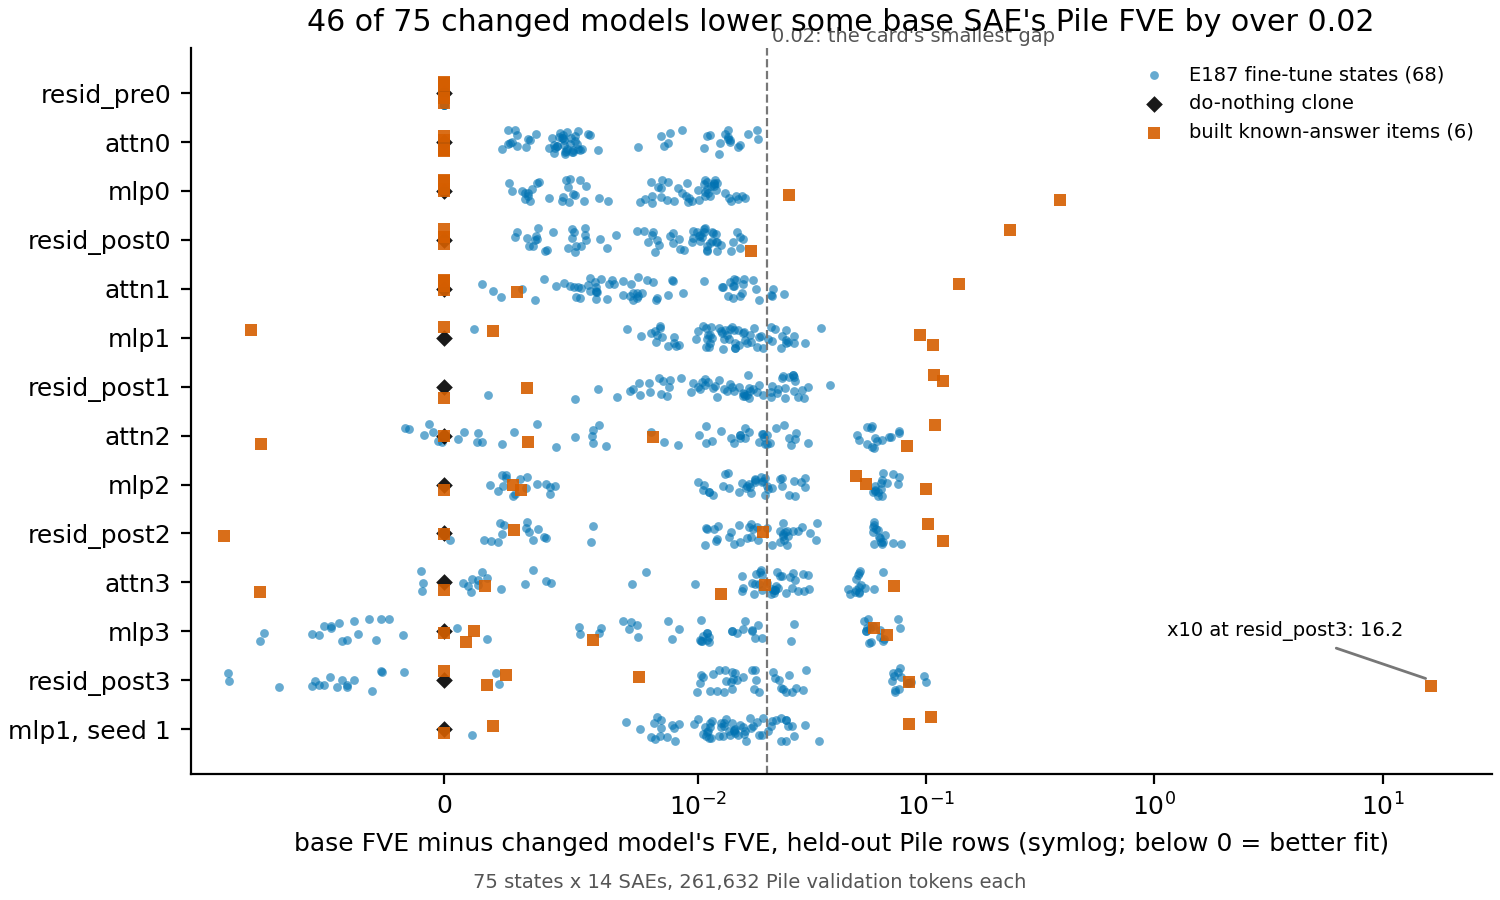 46 of 75 changed models lower some base SAE's Pile FVE by over 0.02
0.02: the card's smallest gap
E187 fine-tune states (68)
do-nothing clone
built known-answer items (6)
resid_pre0
attn0
mlp0
resid_post0
attn1
mlp1
resid_post1
attn2
mlp2
resid_post2
attn3
mlp3
resid_post3
mlp1, seed 1
x10 at resid_post3: 16.2
0
10⁻²
10⁻¹
10⁰
10¹
base FVE minus changed model's FVE, held-out Pile rows (symlog; below 0 = better fit)
75 states x 14 SAEs, 261,632 Pile validation tokens each